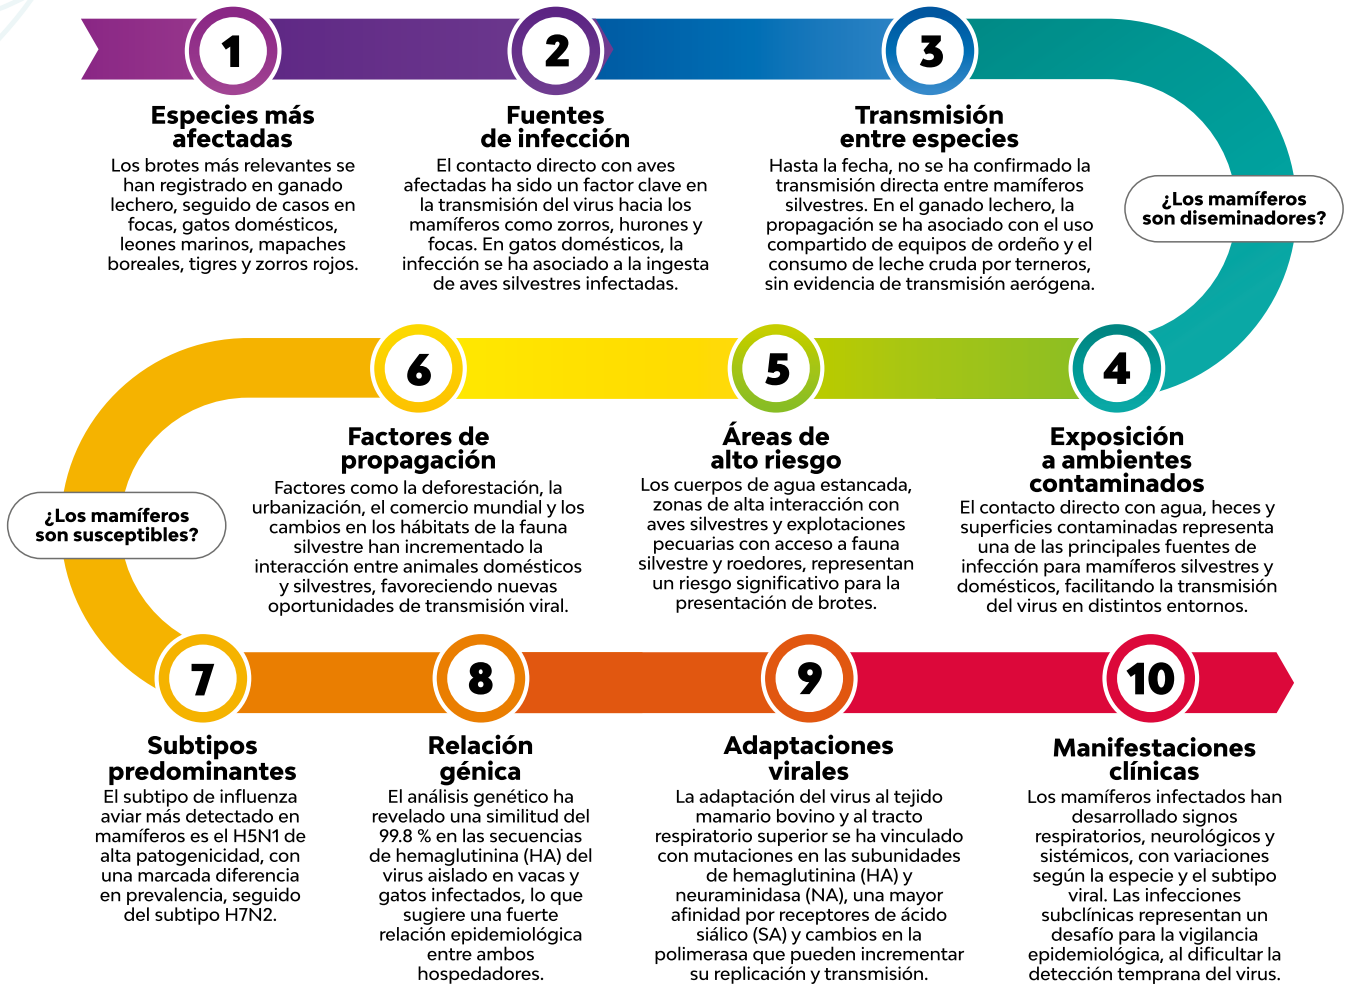 1
Especies más
afectadas
Los brotes más relevantes se
han registrado en ganado
lechero, seguido de casos en
focas, gatos domésticos,
leones marinos, mapaches
boreales, tigres y zorros rojos.
2
Fuentes
de infección
El contacto directo con aves
afectadas ha sido un factor clave en
la transmisión del virus hacia los
mamíferos como zorros, hurones y
focas. En gatos domésticos, la
infección se ha asociado a la ingesta
de aves silvestres infectadas.
3
Transmisión
entre especies
Hasta la fecha, no se ha confirmado la
transmisión directa entre mamíferos
silvestres. En el ganado lechero, la
propagación se ha asociado con el uso
compartido de equipos de ordeño y el
consumo de leche cruda por terneros,
sin evidencia de transmisión aerógena.
¿Los mamíferos
son diseminadores?
4
Exposición
a ambientes
contaminados
El contacto directo con agua, heces y
superficies contaminadas representa
una de las principales fuentes de
infección para mamíferos silvestres y
domésticos, facilitando la transmisión
del virus en distintos entornos.
5
Áreas de
alto riesgo
Los cuerpos de agua estancada,
zonas de alta interacción con
aves silvestres y explotaciones
pecuarias con acceso a fauna
silvestre y roedores, representan
un riesgo significativo para la
presentación de brotes.
6
Factores de
propagación
Factores como la deforestación, la
urbanización, el comercio mundial y los
cambios en los hábitats de la fauna
silvestre han incrementado la
interacción entre animales domésticos
y silvestres, favoreciendo nuevas
oportunidades de transmisión viral.
¿Los mamíferos
son susceptibles?
7
Subtipos
predominantes
El subtipo de influenza
aviar más detectado en
mamíferos es el H5N1 de
alta patogenicidad, con
una marcada diferencia
en prevalencia, seguido
del subtipo H7N2.
8
Relación
génica
El análisis genético ha
revelado una similitud del
99.8 % en las secuencias
de hemaglutinina (HA) del
virus aislado en vacas y
gatos infectados, lo que
sugiere una fuerte
relación epidemiológica
entre ambos
hospedadores.
9
Adaptaciones
virales
La adaptación del virus al tejido
mamario bovino y al tracto
respiratorio superior se ha vinculado
con mutaciones en las subunidades
de hemaglutinina (HA) y
neuraminidasa (NA), una mayor
afinidad por receptores de ácido
siálico (SA) y cambios en la
polimerasa que pueden incrementar
su replicación y transmisión.
10
Manifestaciones
clínicas
Los mamíferos infectados han
desarrollado signos
respiratorios, neurológicos y
sistémicos, con variaciones
según la especie y el subtipo
viral. Las infecciones
subclínicas representan un
desafío para la vigilancia
epidemiológica, al dificultar la
detección temprana del virus.